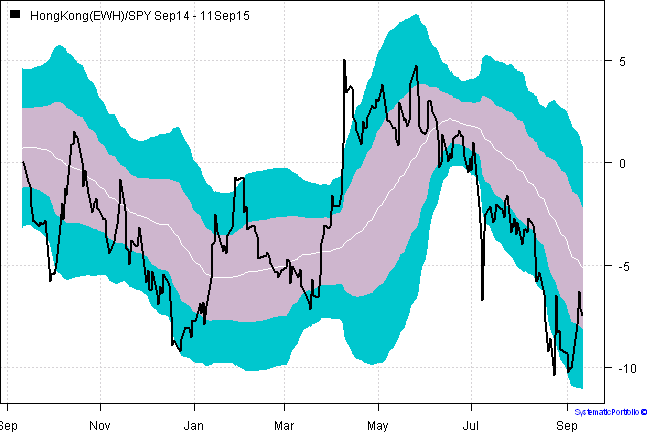 HongKong(EWH)/SPY Sep14 - 11Sep15
5
0
-5
-10
Sep Nov Jan Mar May Jul Sep
SystematicPortfolio ©